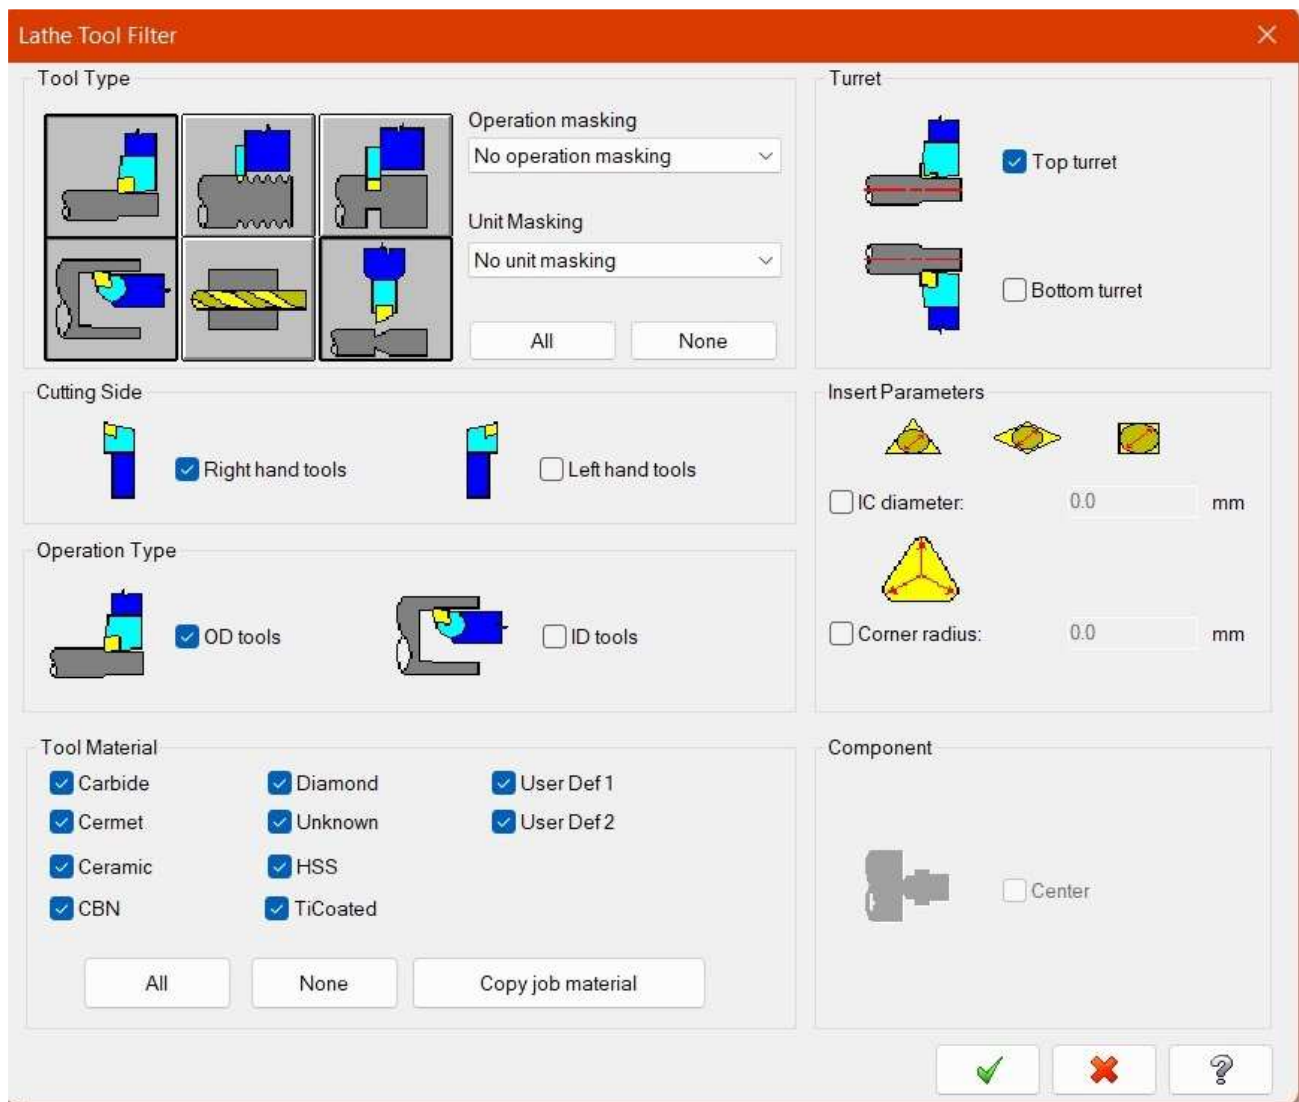 Lathe Tool Filter
Tool Type
Operation masking
No operation masking
Unit Masking
No unit masking
All
None
Turret
Top turret
Bottom turret
Cutting Side
Right hand tools
Left hand tools
Operation Type
OD tools
ID tools
Insert Parameters
IC diameter:
0.0
mm
Corner radius:
0.0
mm
Tool Material
Carbide
Diamond
User Def 1
Cermet
Unknown
User Def 2
Ceramic
HSS
CBN
TiCoated
All
None
Copy job material
Component
Center